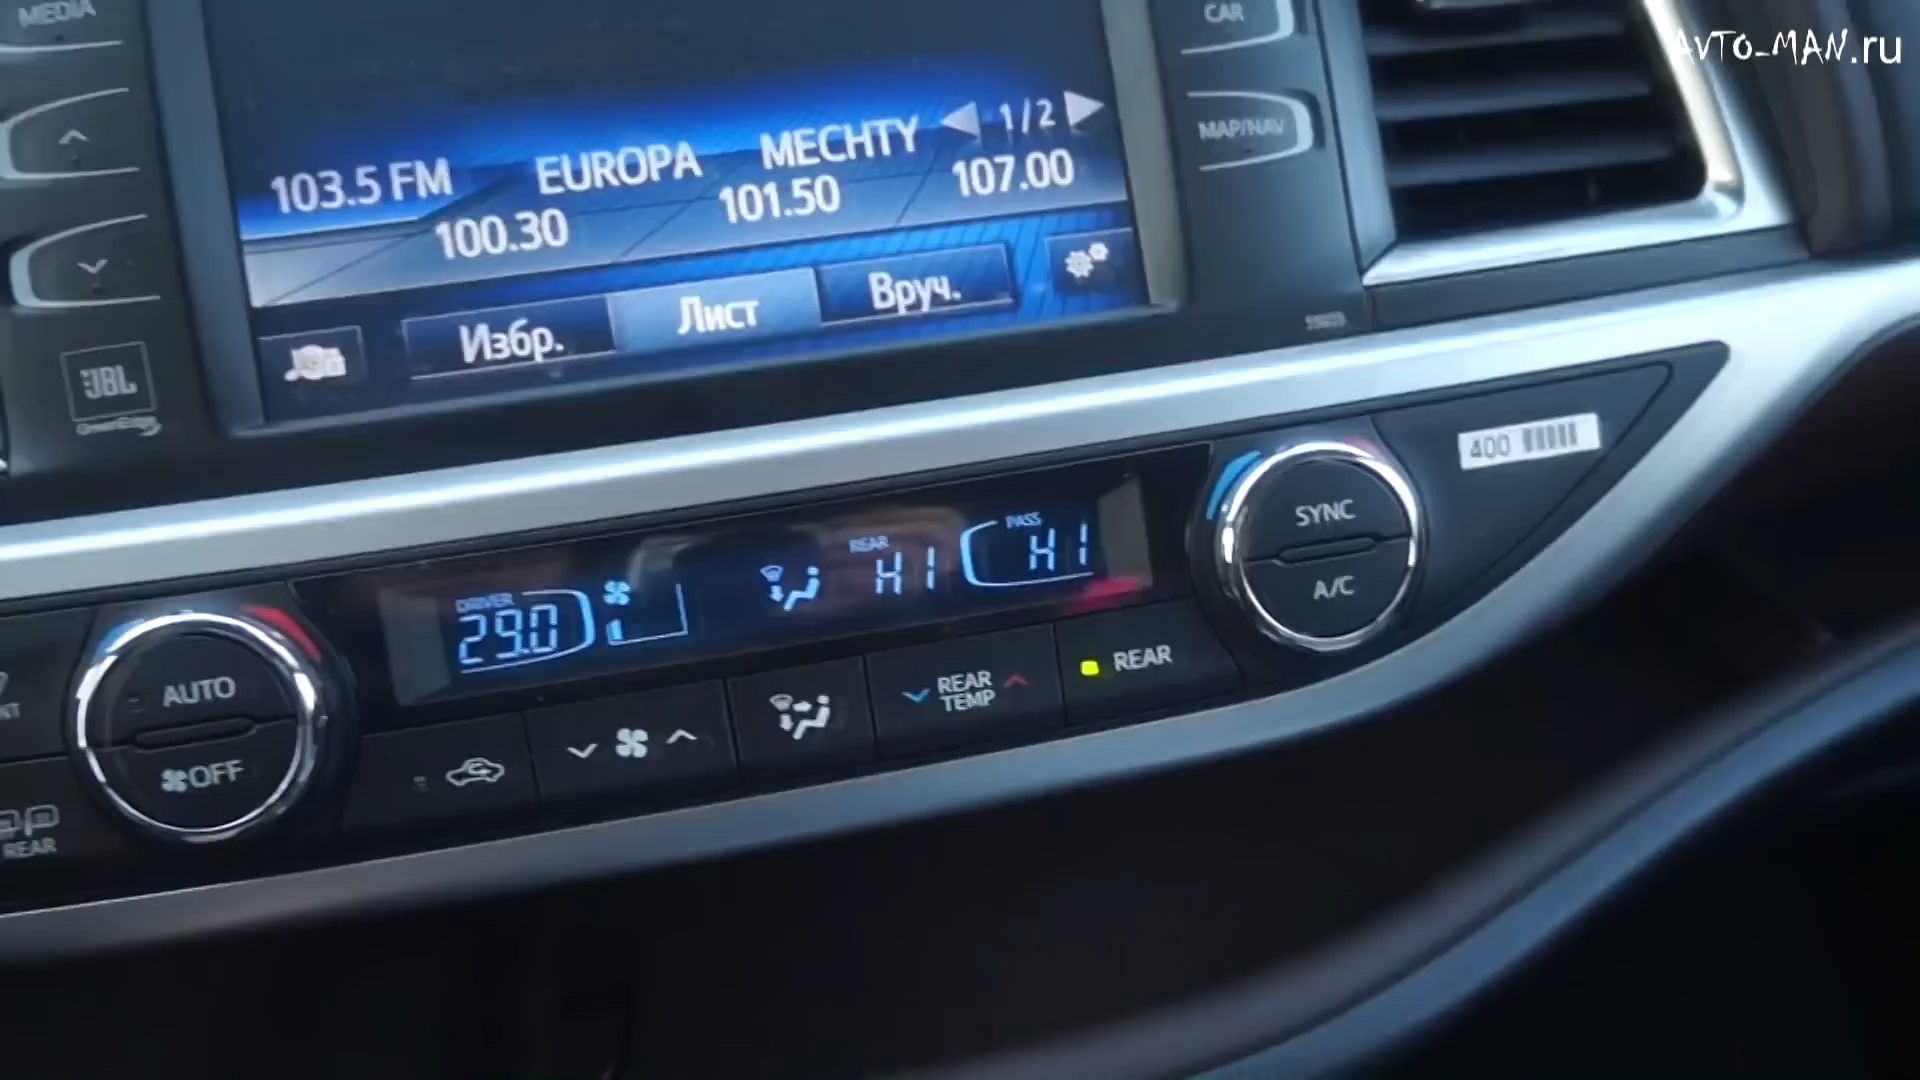 MEDIA
CAR
AVTO-MAN.ru
MAP/NAV
1/2
103.5 FM EUROPA MECHTY
100.30 101.50 107.00
Избр. Лист Вруч.
JBL
GreenEdge
400
SYNC
A/C
DRIVER
29.0
REAR
HI
PASS
HI
AUTO
OFF
REAR TEMP
REAR
REAR